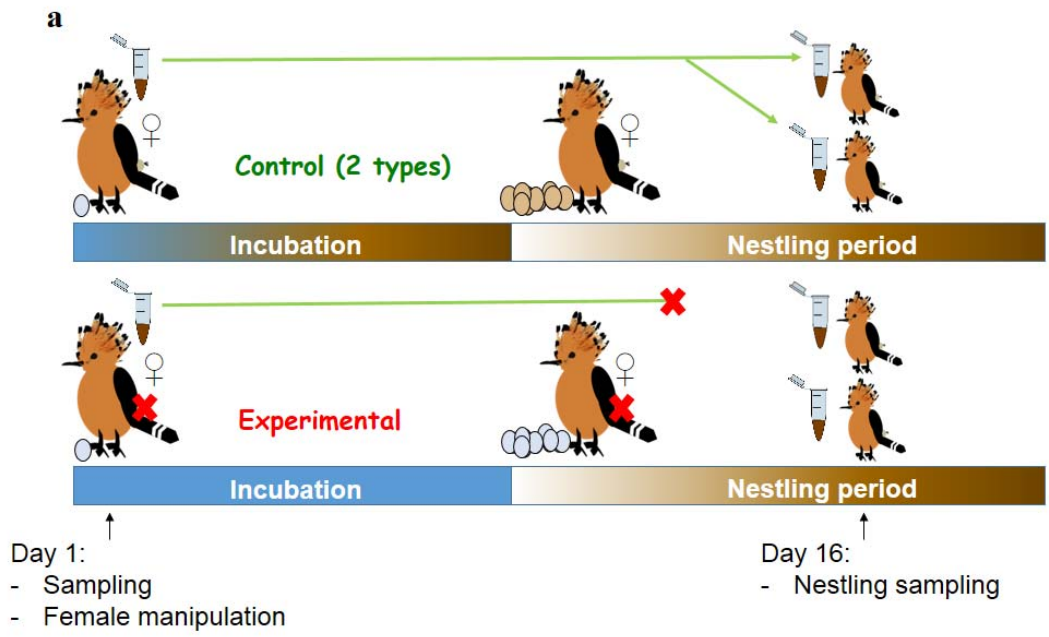 a
Control (2 types)
Incubation
Nestling period
Experimental
Incubation
Nestling period
Day 1:
- Sampling
- Female manipulation
Day 16:
- Nestling sampling